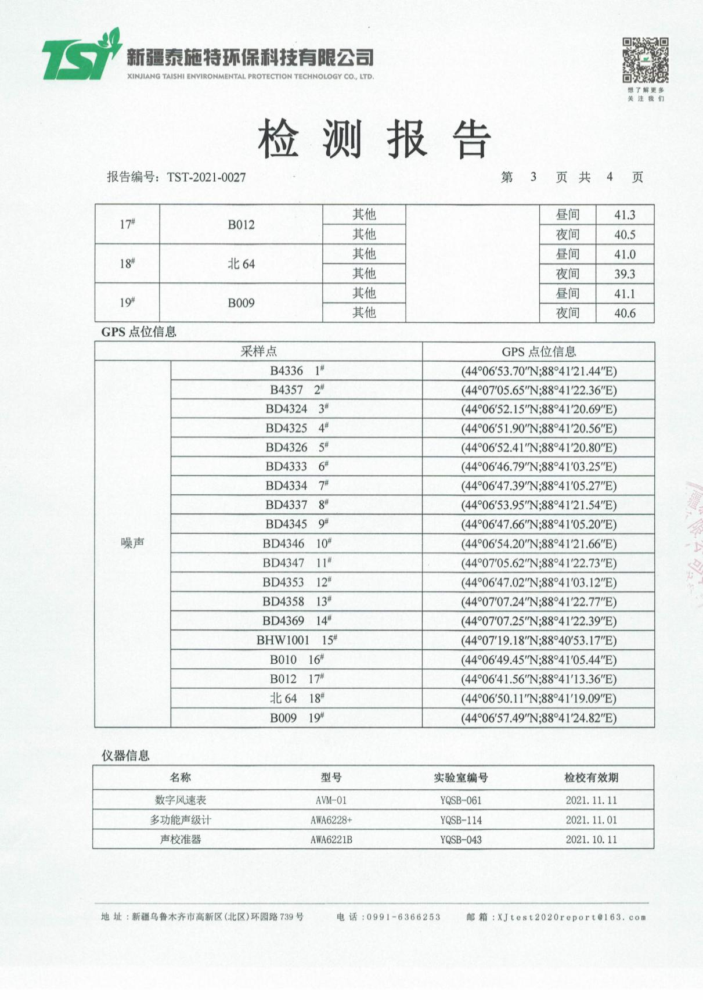 TST 新疆泰施特环保科技有限公司
XINJIANG TAISHI ENVIRONMENTAL PROTECTION TECHNOLOGY CO., LTD.
想了解更多
关注我们
检测报告
报告编号：TST-2021-0027 第 3 页 共 4 页
17# B012 其他 昼间 41.3
其他 夜间 40.5
18# 北64 其他 昼间 41.0
其他 夜间 39.3
19# B009 其他 昼间 41.1
其他 夜间 40.6
GPS 点位信息
采样点 GPS 点位信息
噪声
B4336 1# (44°06′53.70″N;88°41′21.44″E)
B4357 2# (44°07′05.65″N;88°41′22.36″E)
BD4324 3# (44°06′52.15″N;88°41′20.69″E)
BD4325 4# (44°06′51.90″N;88°41′20.56″E)
BD4326 5# (44°06′52.41″N;88°41′20.80″E)
BD4333 6# (44°06′46.79″N;88°41′03.25″E)
BD4334 7# (44°06′47.39″N;88°41′05.27″E)
BD4337 8# (44°06′53.95″N;88°41′21.54″E)
BD4345 9# (44°06′47.66″N;88°41′05.20″E)
BD4346 10# (44°06′54.20″N;88°41′21.66″E)
BD4347 11# (44°07′05.62″N;88°41′22.73″E)
BD4353 12# (44°06′47.02″N;88°41′03.12″E)
BD4358 13# (44°07′07.24″N;88°41′22.77″E)
BD4369 14# (44°07′07.25″N;88°41′22.39″E)
BHW1001 15# (44°07′19.18″N;88°40′53.17″E)
B010 16# (44°06′49.45″N;88°41′05.44″E)
B012 17# (44°06′41.56″N;88°41′13.36″E)
北64 18# (44°06′50.11″N;88°41′19.09″E)
B009 19# (44°06′57.49″N;88°41′24.82″E)
仪器信息
名称 型号 实验室编号 检校有效期
数字风速表 AVM-01 YQSB-061 2021.11.11
多功能声级计 AWA6228+ YQSB-114 2021.11.01
声校准器 AWA6221B YQSB-043 2021.10.11
地址:新疆乌鲁木齐市高新区(北区)环园路739号 电话:0991-6366253 邮箱:XJtest2020report@163.com